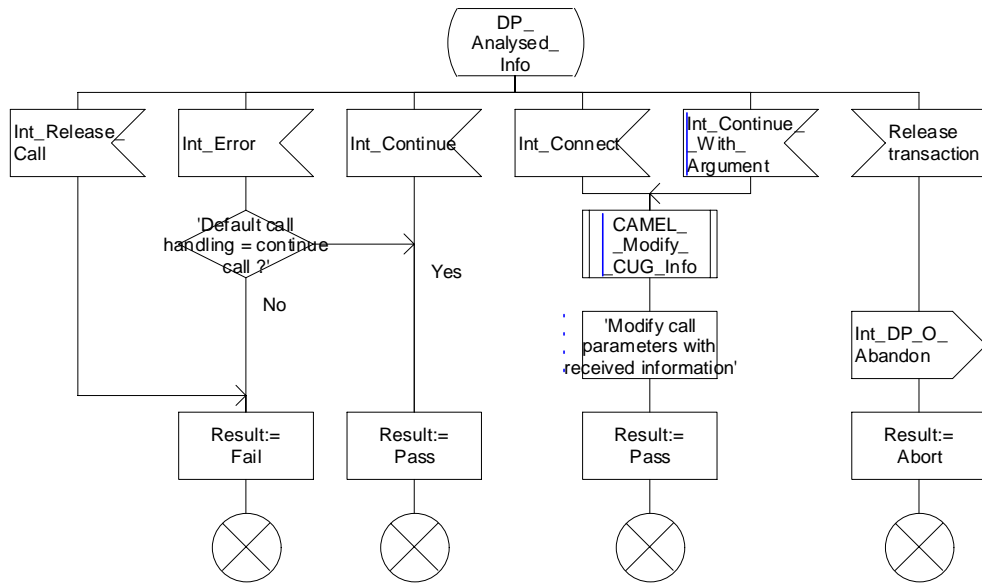 DP_
Analysed_
Info
Int_Release_
Call
Int_Error
Int_Continue
Int_Connect
Int_Continue_
_With_
Argument
Release
transaction
'Default call
handling = continue
call ?'
Yes
No
CAMEL_
_Modify_
_CUG_Info
'Modify call
parameters with
received information'
Int_DP_O_
Abandon
Result:=
Fail
Result:=
Pass
Result:=
Pass
Result:=
Abort